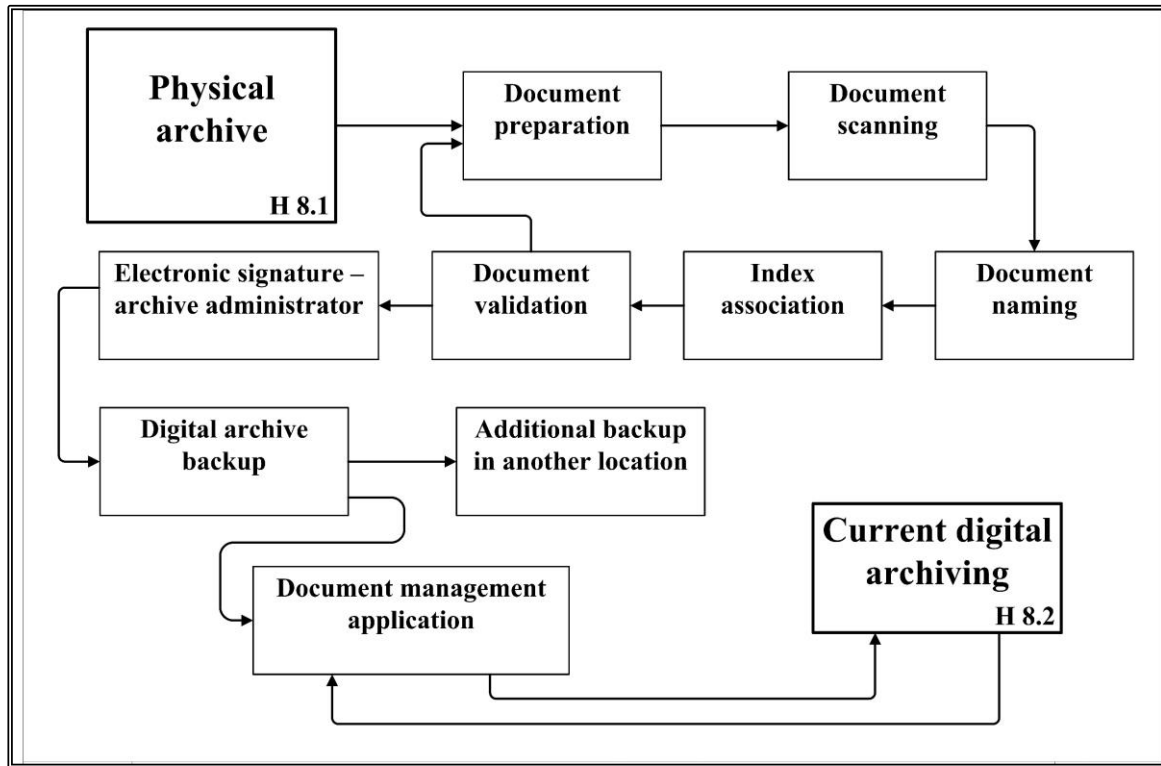 Physical
archive
H 8.1
Document
preparation
Document
scanning
Electronic signature –
archive administrator
Document
validation
Index
association
Document
naming
Digital archive
backup
Additional backup
in another location
Current digital
archiving
H 8.2
Document management
application